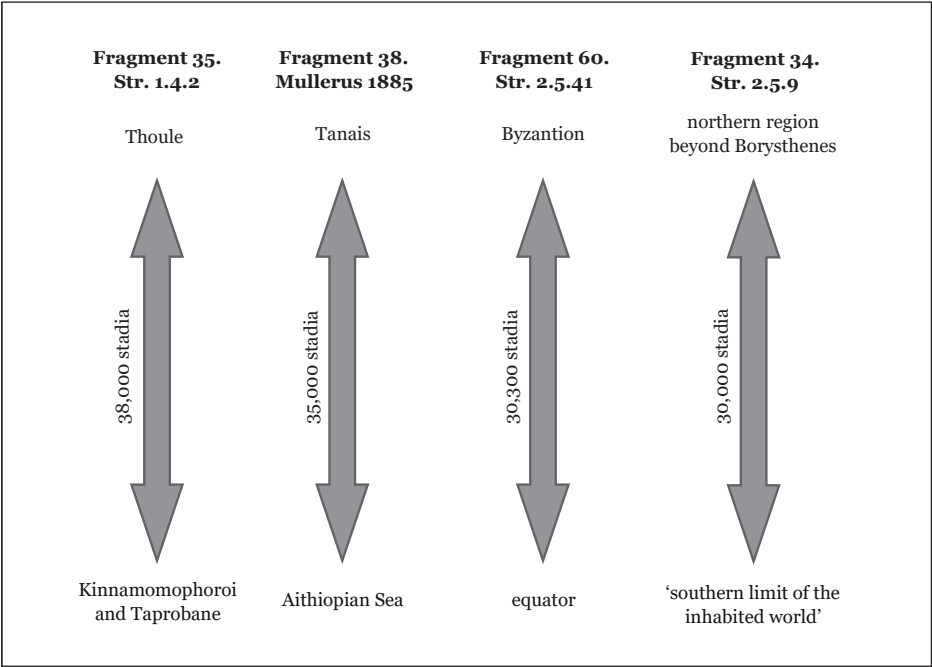 Fragment 35.
Str. 1.4.2
Thoule
38,000 stadia
Kinnamomophoroi
and Taprobane
Fragment 38.
Mullerus 1885
Tanais
35,000 stadia
Aithiopian Sea
Fragment 60.
Str. 2.5.41
Byzantion
30,300 stadia
equator
Fragment 34.
Str. 2.5.9
northern region
beyond Borysthenes
30,000 stadia
‘southern limit of the
inhabited world’